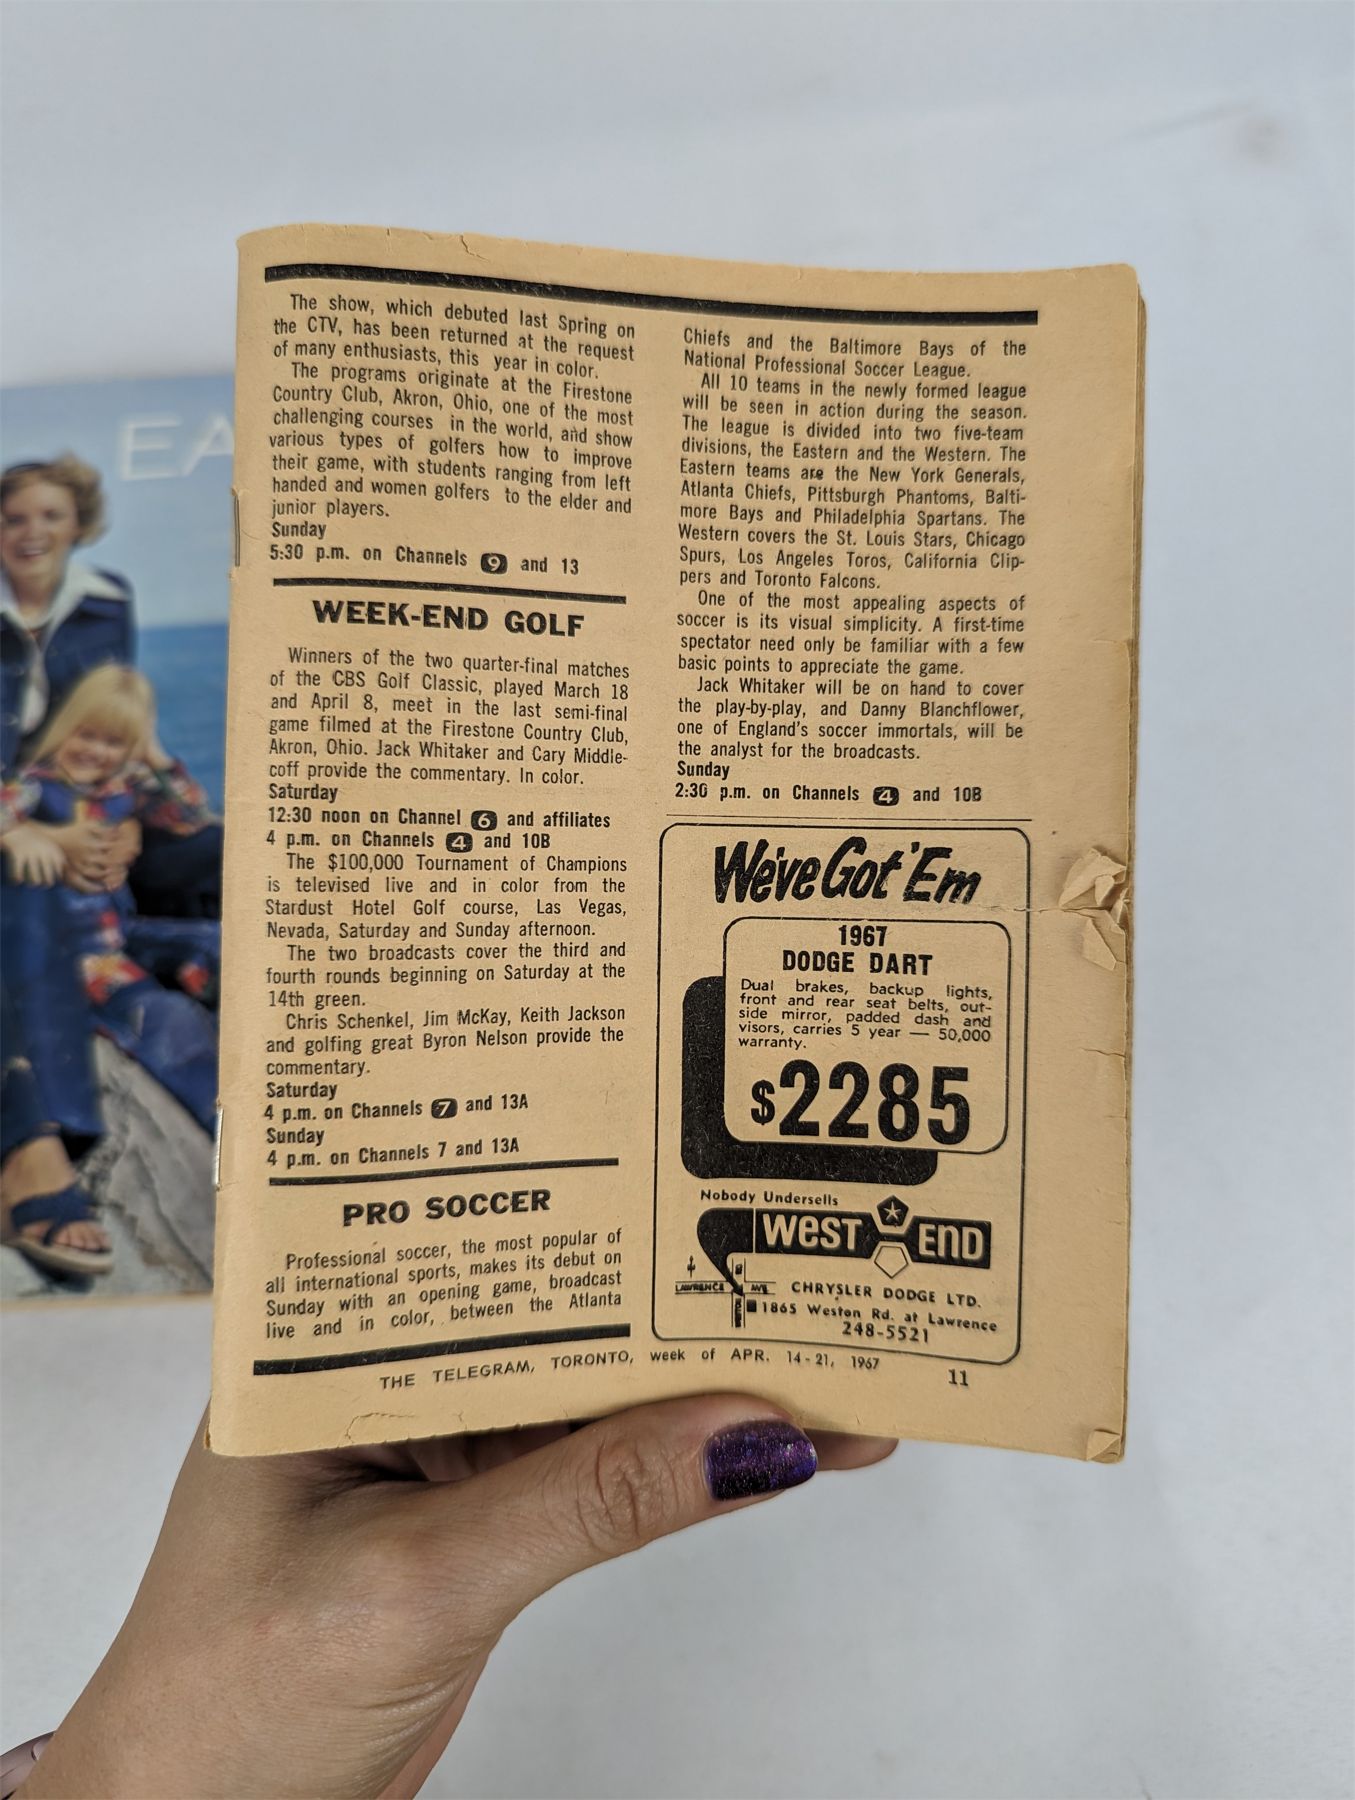 EA
The show, which debuted last Spring on
the CTV, has been returned at the request
of many enthusiasts, this year in color.
The programs originate at the Firestone
Country Club, Akron, Ohio, one of the most
challenging courses in the world, and show
various types of golfers how to improve
their game, with students ranging from left
handed and women golfers to the elder and
junior players.
Sunday
5:30 p.m. on Channels 9 and 13
WEEK-END GOLF
Winners of the two quarter-final matches
of the CBS Golf Classic, played March 18
and April 8, meet in the last semi-final
game filmed at the Firestone Country Club,
Akron, Ohio. Jack Whitaker and Cary Middle-
coff provide the commentary. In color.
Saturday
12:30 noon on Channel 6 and affiliates
4 p.m. on Channels 4 and 10B
The $100,000 Tournament of Champions
is televised live and in color from the
Stardust Hotel Golf course, Las Vegas,
Nevada, Saturday and Sunday afternoon.
The two broadcasts cover the third and
fourth rounds beginning on Saturday at the
14th green.
Chris Schenkel, Jim McKay, Keith Jackson
and golfing great Byron Nelson provide the
commentary.
Saturday
4 p.m. on Channels 7 and 13A
Sunday
4 p.m. on Channels 7 and 13A
PRO SOCCER
Professional soccer, the most popular of
all international sports, makes its debut on
Sunday with an opening game, broadcast
live and in color, between the Atlanta
Chiefs and the Baltimore Bays of the
National Professional Soccer League.
All 10 teams in the newly formed league
will be seen in action during the season.
The league is divided into two five-team
divisions, the Eastern and the Western. The
Eastern teams are the New York Generals,
Atlanta Chiefs, Pittsburgh Phantoms, Balti-
more Bays and Philadelphia Spartans. The
Western covers the St. Louis Stars, Chicago
Spurs, Los Angeles Toros, California Clip-
pers and Toronto Falcons.
One of the most appealing aspects of
soccer is its visual simplicity. A first-time
spectator need only be familiar with a few
basic points to appreciate the game.
Jack Whitaker will be on hand to cover
the play-by-play, and Danny Blanchflower,
one of England's soccer immortals, will be
the analyst for the broadcasts.
Sunday
2:30 p.m. on Channels 4 and 10B
We've Got 'Em
1967
DODGE DART
Dual brakes, backup lights,
front and rear seat belts, out-
side mirror, padded dash and
visors, carries 5 year — 50,000
warranty.
$2285
Nobody Undersells
WEST END
LAWRENCE AVE
CHRYSLER DODGE LTD.
1865 Weston Rd. at Lawrence
248-5521
THE TELEGRAM, TORONTO, week of APR. 14-21, 1967
11